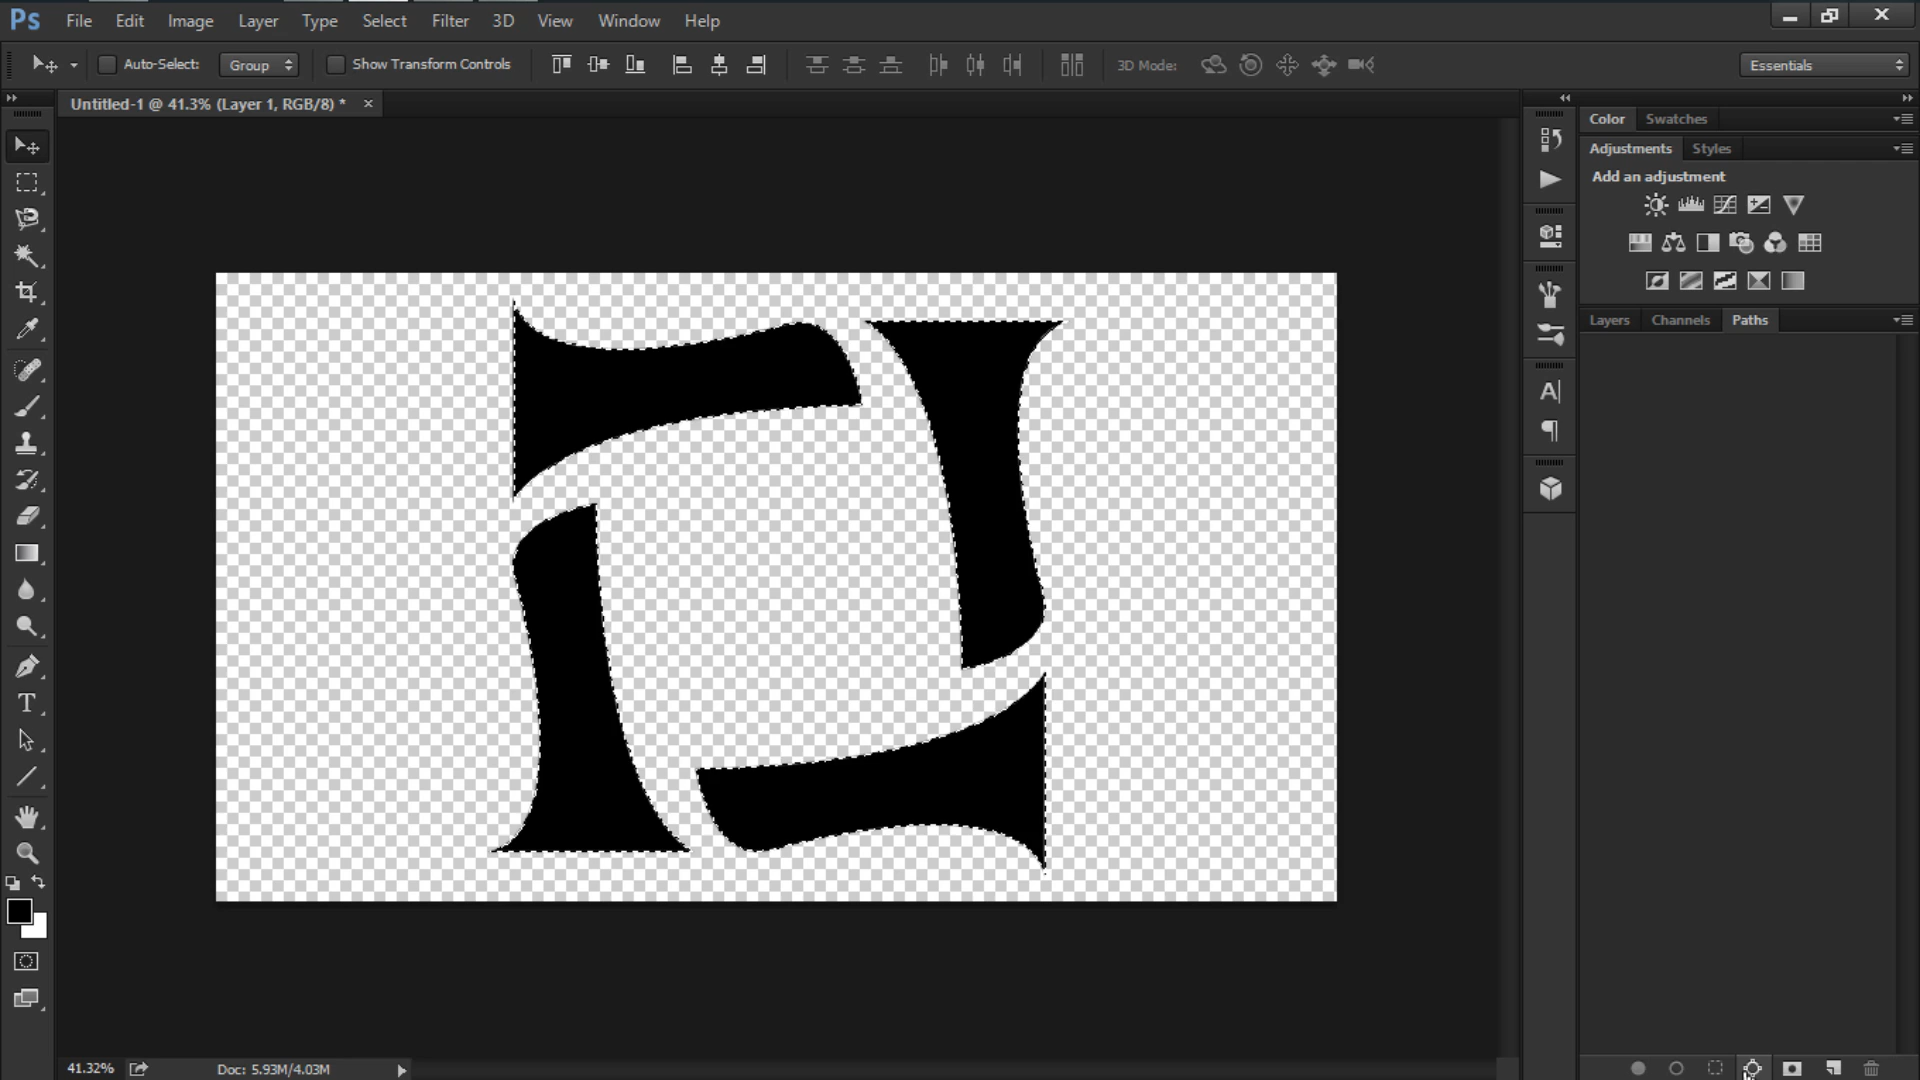 Ps File Edit Image Layer Type Select Filter 3D View Window Help
Auto-Select: Group Show Transform Controls 3D Mode: Essentials
Untitled-1 @ 41.3% (Layer 1, RGB/8) * ×
Color Swatches
Adjustments Styles
Add an adjustment
Layers Channels Paths
41.32% Doc: 5.93M/4.03M